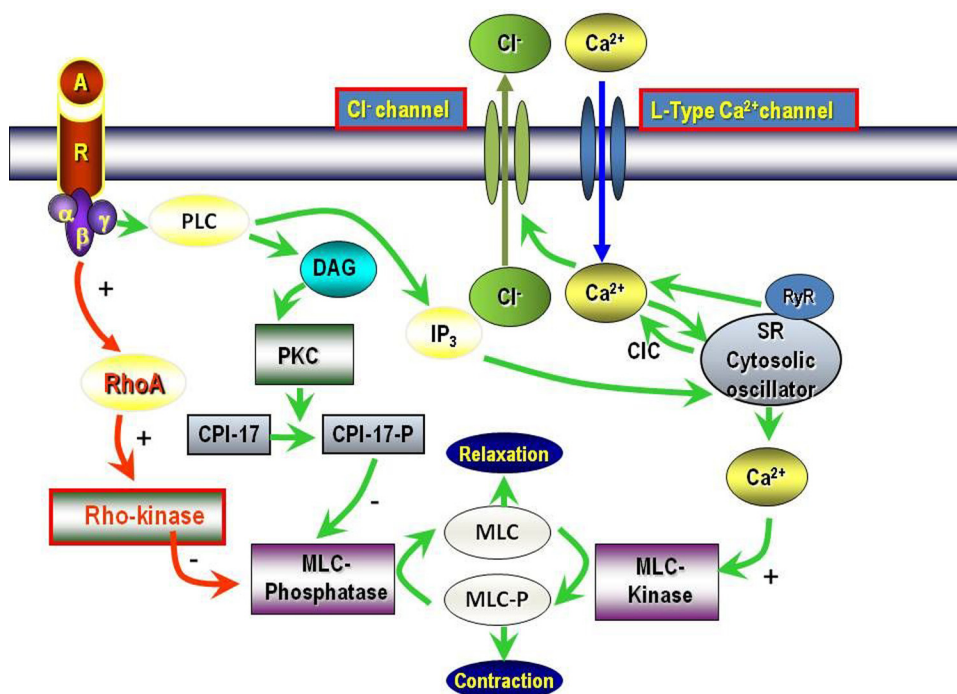 Cl-
Ca2+
A
Cl- channel
L-Type Ca2+channel
R
α
γ
β
PLC
DAG
Cl-
Ca2+
RyR
SR
Cytosolic
oscillator
CIC
IP3
PKC
+
RhoA
+
CPI-17
CPI-17-P
Relaxation
Ca2+
Rho-kinase
-
-
MLC
MLC-
Phosphatase
MLC-P
MLC-
Kinase
+
Contraction